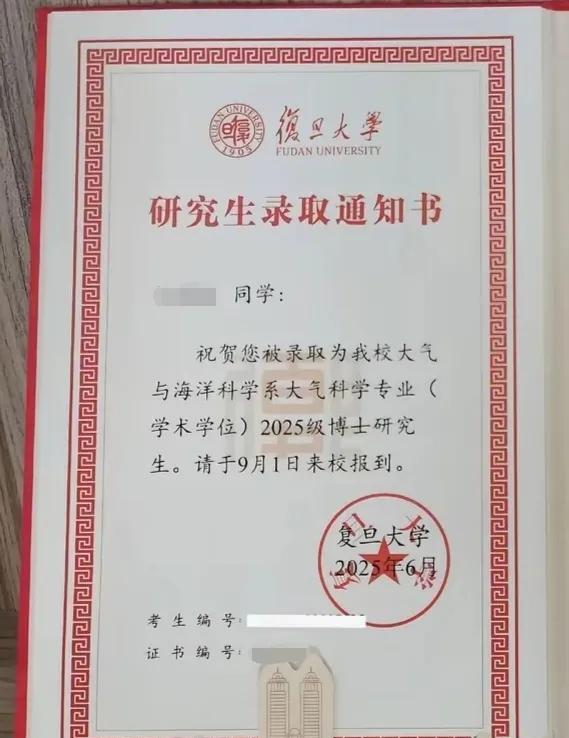 FUDAN UNIVERSITY
1905
復旦大學
FUDAN UNIVERSITY
研究生录取通知书
同学：
祝贺您被录取为我校大气
与海洋科学系大气科学专业（
学术学位）2025级博士研究
生。请于9月1日来校报到。
复旦大学
2025年6月
复旦大学
考生编号：
证书编号：